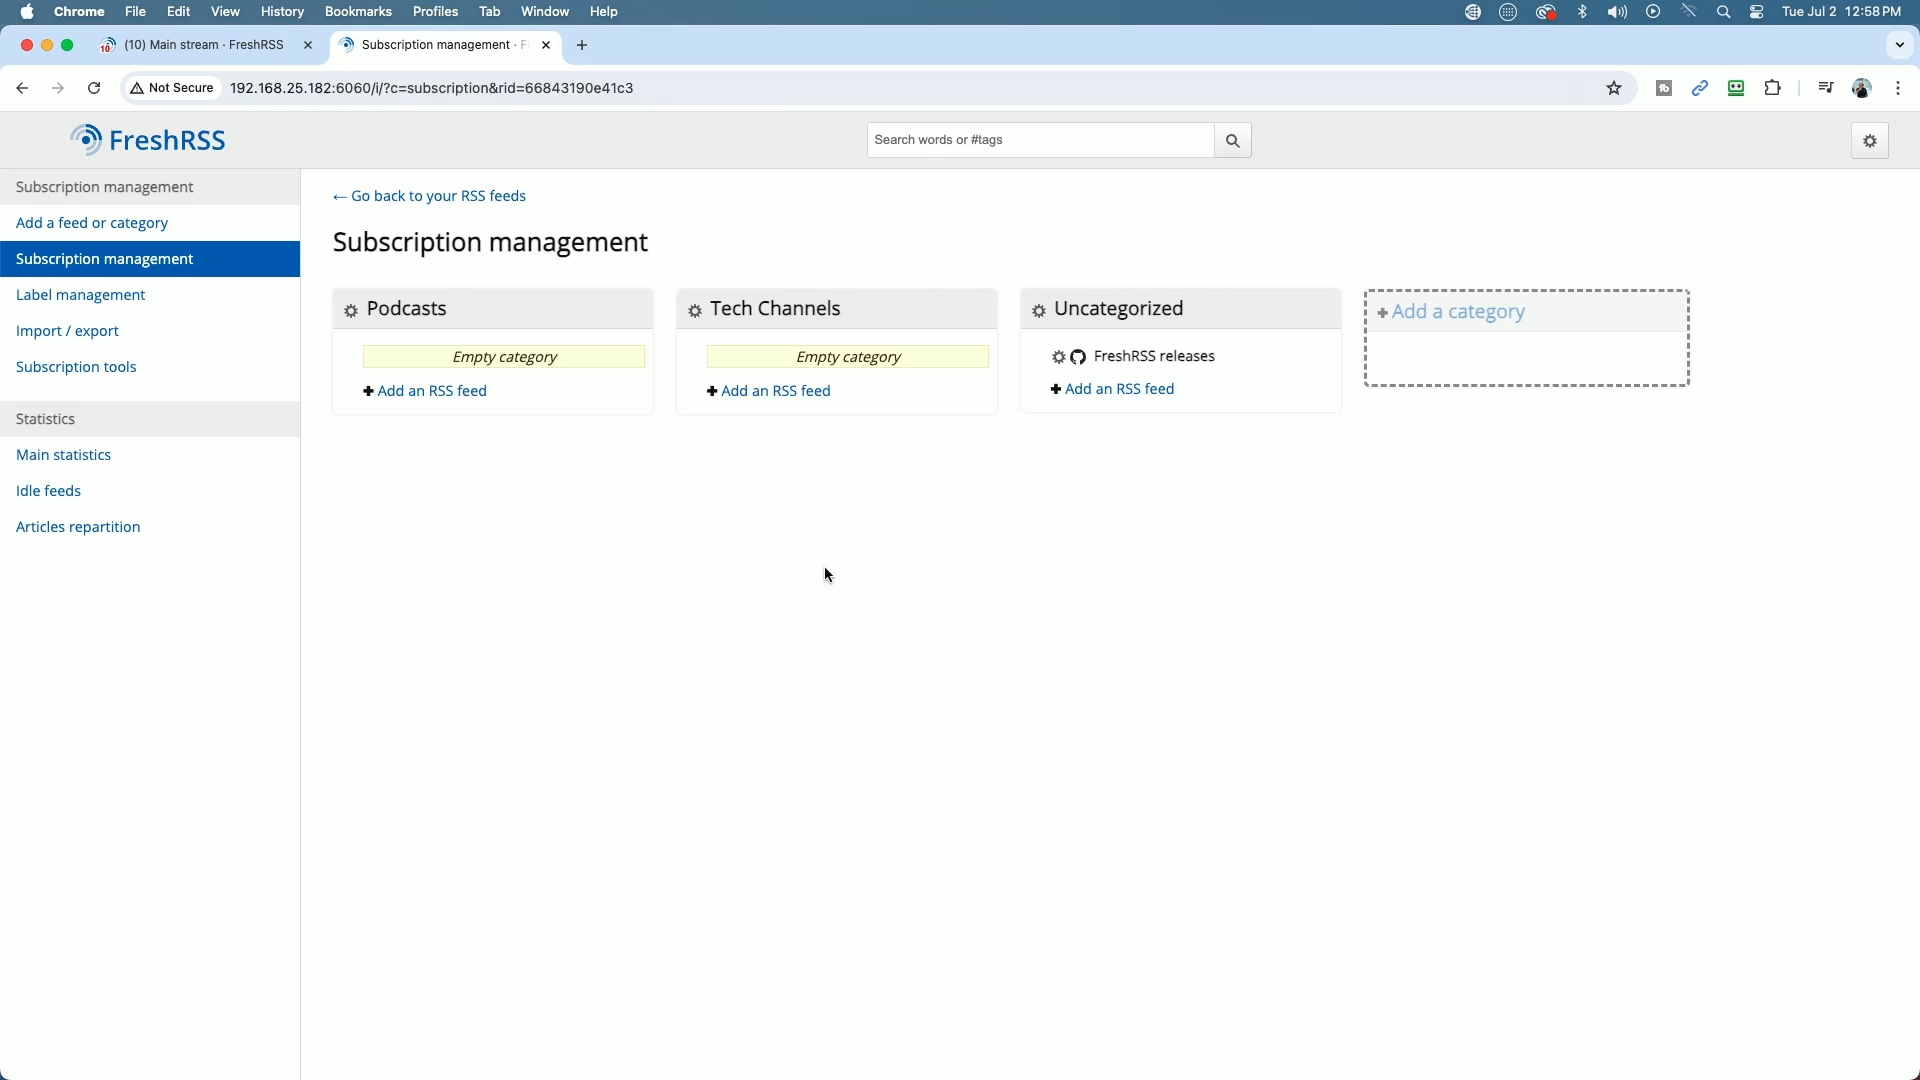 Chrome File Edit View History Bookmarks Profiles Tab Window Help Tue Jul 2 12:58 PM
(10) Main stream · FreshRSS
Subscription management · F
Not Secure 192.168.25.182:6060/i/?c=subscription&rid=66843190e41c3
FreshRSS
Search words or #tags
Subscription management
Add a feed or category
Subscription management
Label management
Import / export
Subscription tools
Statistics
Main statistics
Idle feeds
Articles repartition
← Go back to your RSS feeds
Subscription management
Podcasts
Empty category
Add an RSS feed
Tech Channels
Empty category
Add an RSS feed
Uncategorized
FreshRSS releases
Add an RSS feed
Add a category